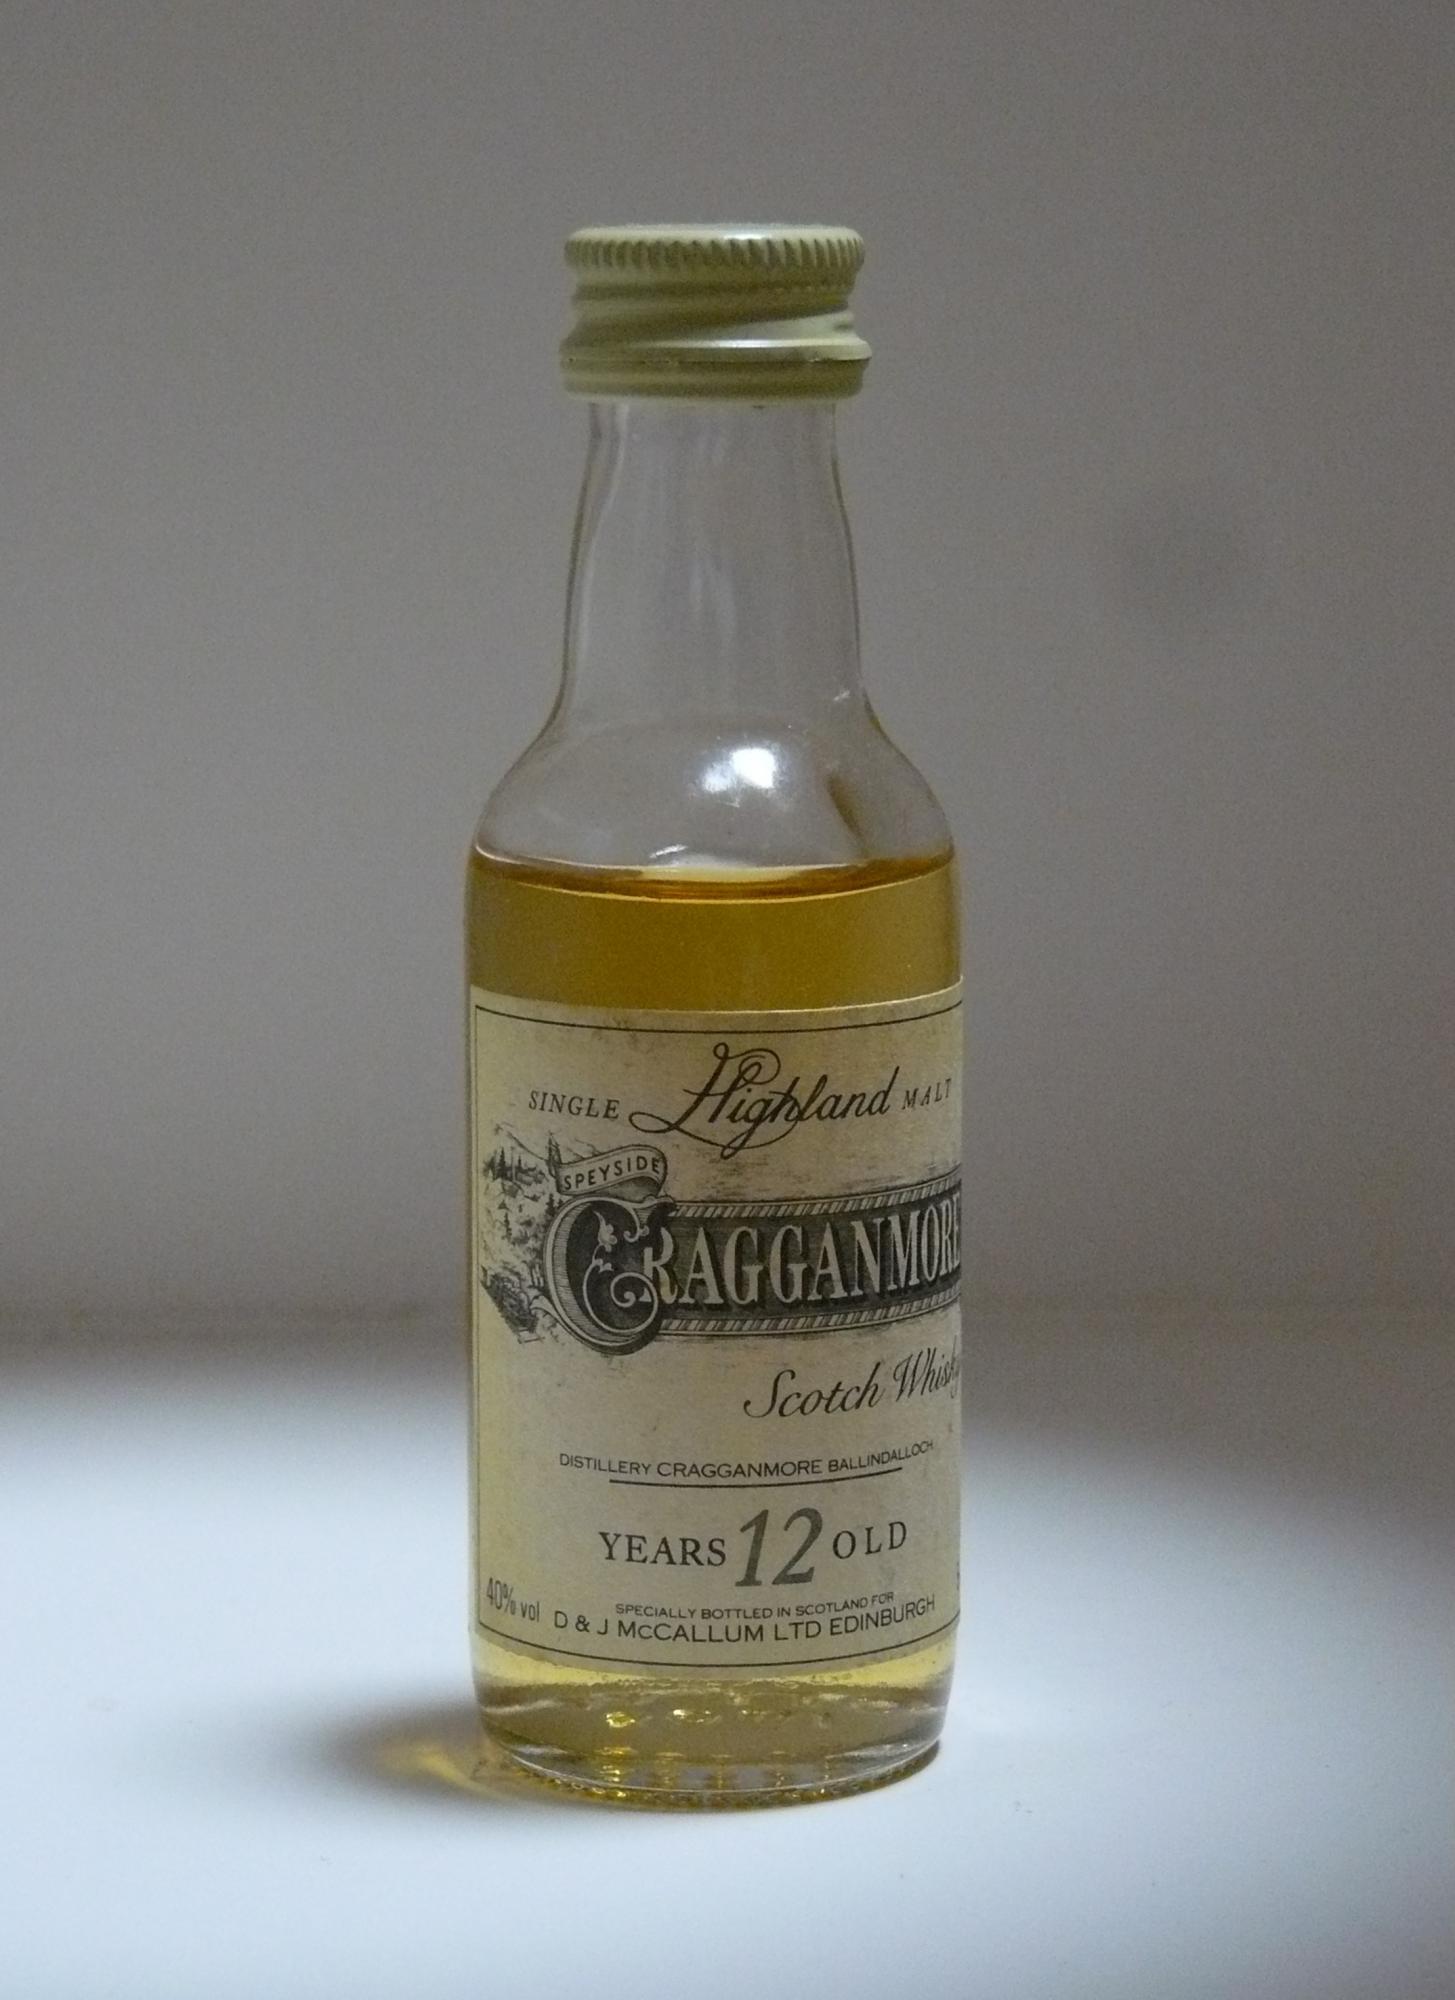 SINGLE Highland MALT
SPEYSIDE
CRAGGANMORE
Scotch Whisky
DISTILLERY CRAGGANMORE BALLINDALLOCH
YEARS 12 OLD
40% vol
SPECIALLY BOTTLED IN SCOTLAND FOR
D & J McCALLUM LTD EDINBURGH